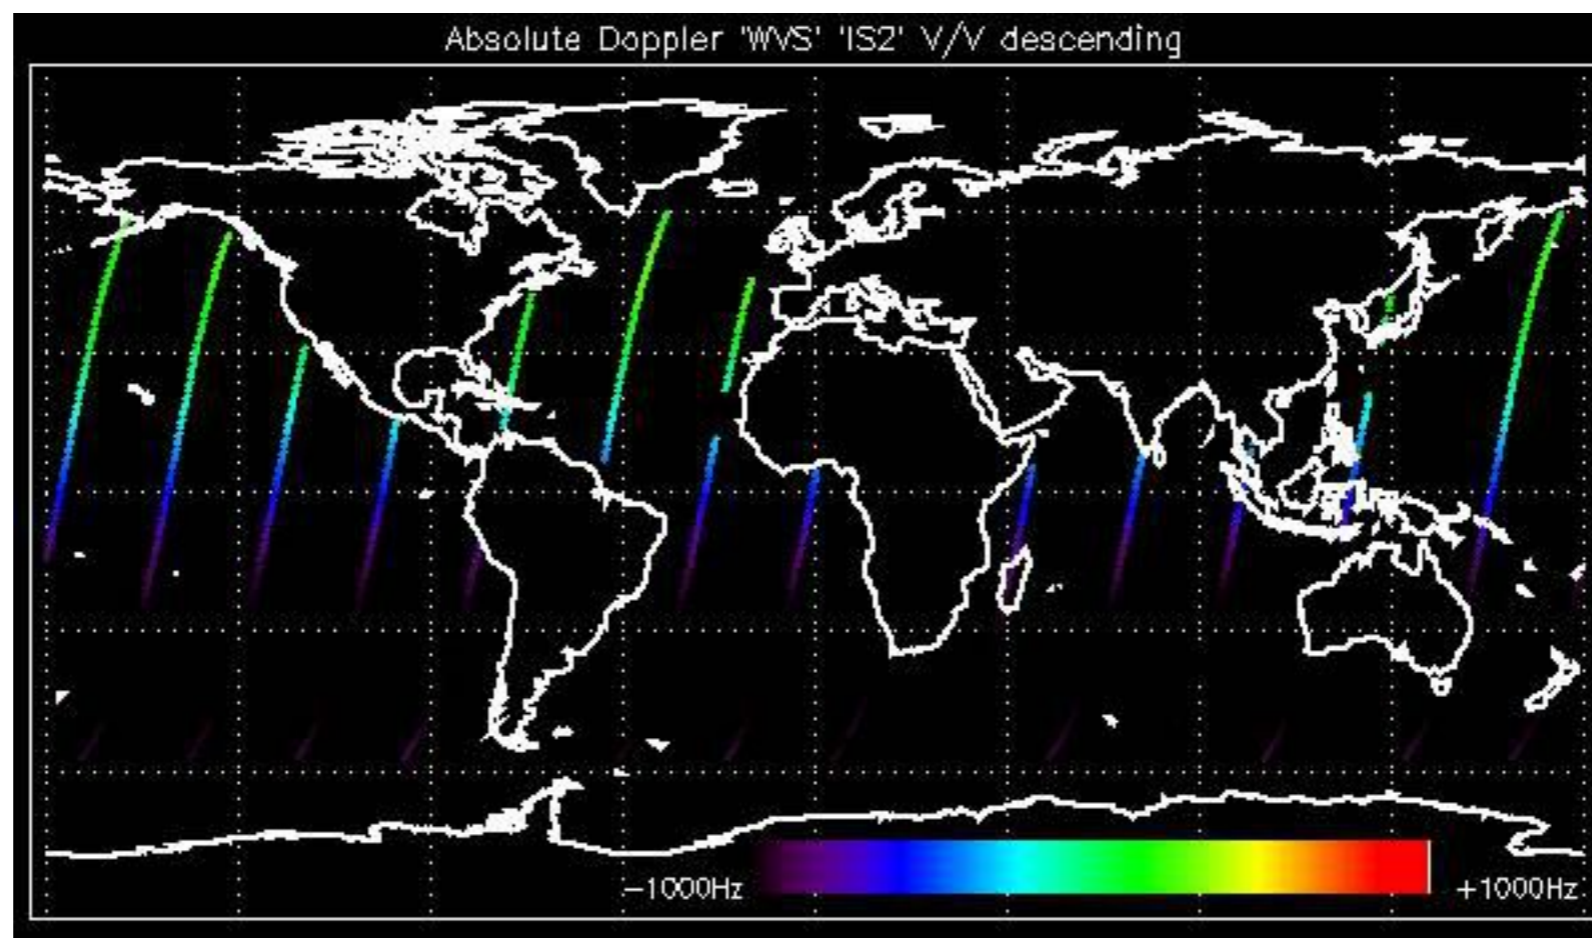 Absolute Doppler 'WVS' 'IS2' V/V descending
−1000Hz
+1000Hz